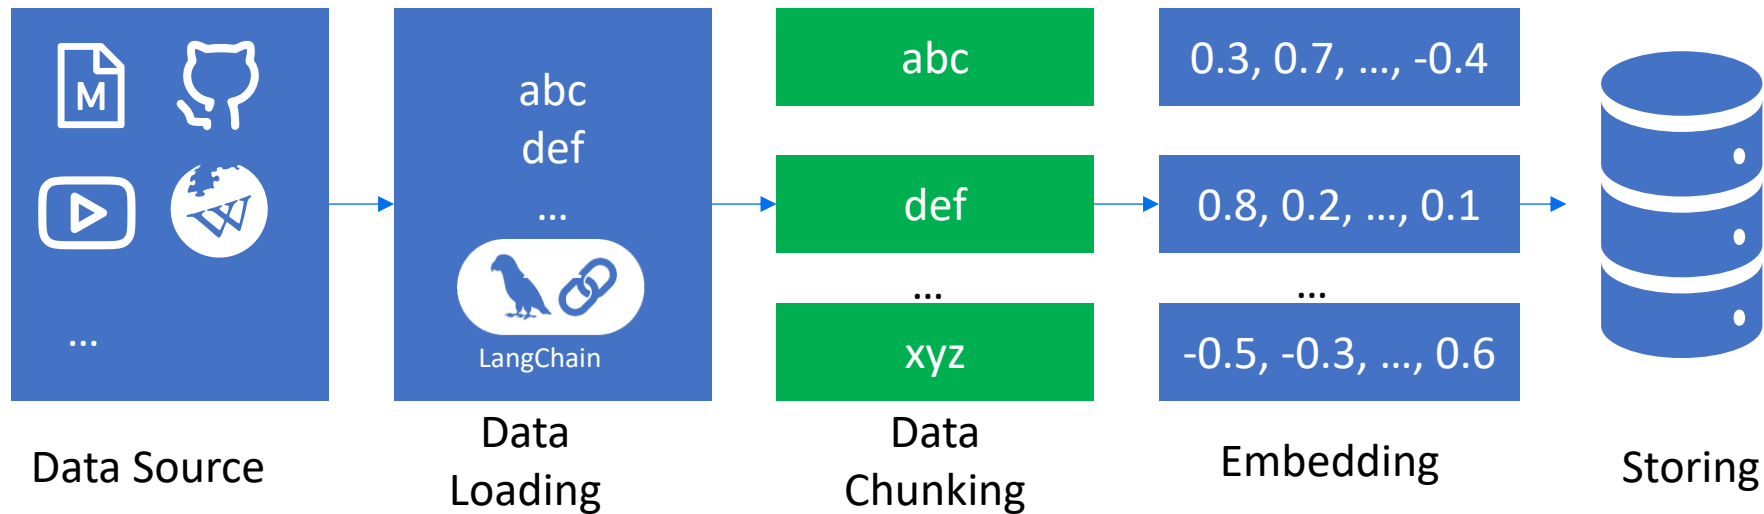 M
W
...
Data Source
abc
def
...
LangChain
Data
Loading
abc
def
...
xyz
Data
Chunking
0.3, 0.7, ..., -0.4
0.8, 0.2, ..., 0.1
...
-0.5, -0.3, ..., 0.6
Embedding
Storing